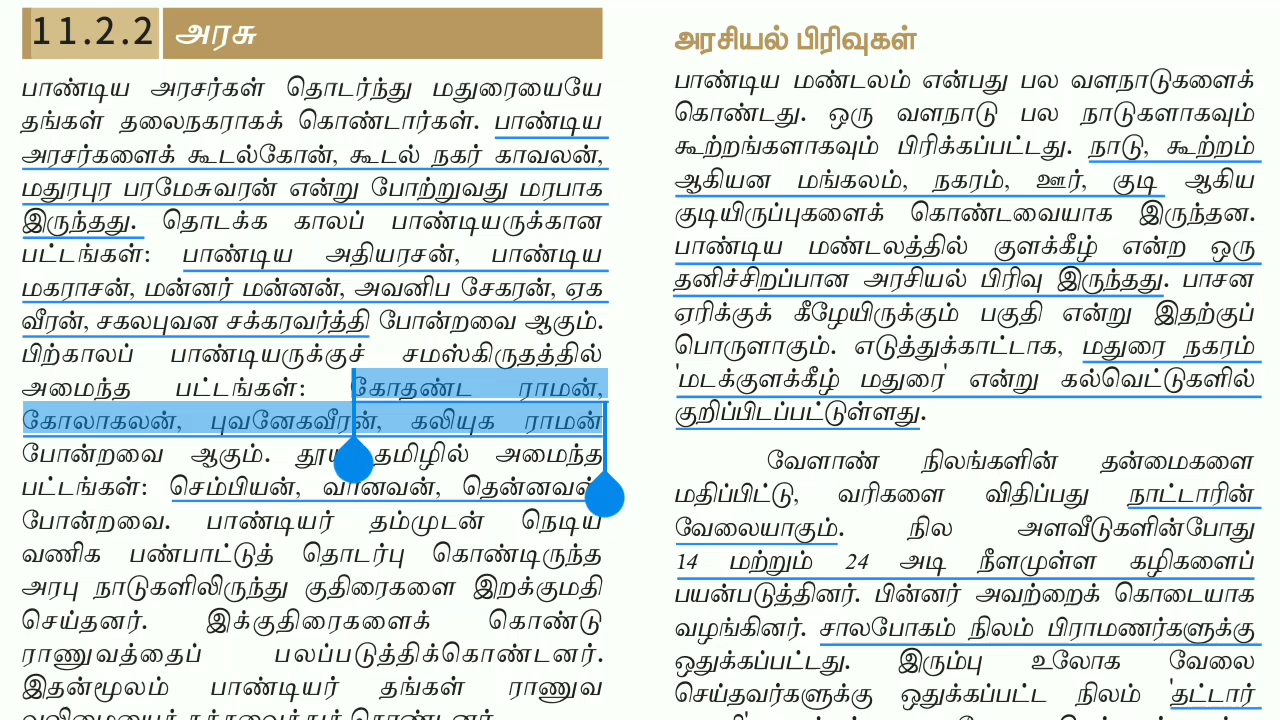 11.2.2 அரசு
பாண்டிய அரசர்கள் தொடர்ந்து மதுரையையே
தங்கள் தலைநகராகக் கொண்டார்கள். பாண்டிய
அரசர்களைக் கூடல்கோன், கூடல் நகர் காவலன்,
மதுரபுர பரமேசுவரன் என்று போற்றுவது மரபாக
இருந்தது. தொடக்க காலப் பாண்டியருக்கான
பட்டங்கள்: பாண்டிய அதியரசன், பாண்டிய
மகராசன், மன்னர் மன்னன், அவனிப சேகரன், ஏக
வீரன், சகலபுவன சக்கரவர்த்தி போன்றவை ஆகும்.
பிற்காலப் பாண்டியருக்குச் சமஸ்கிருதத்தில்
அமைந்த பட்டங்கள்: கோதண்ட ராமன்,
கோலாகலன், புவனேகவீரன், கலியுக ராமன்
போன்றவை ஆகும். தூய தமிழில் அமைந்த
பட்டங்கள்: செம்பியன், வானவன், தென்னவன்
போன்றவை. பாண்டியர் தம்முடன் நெடிய
வணிக பண்பாட்டுத் தொடர்பு கொண்டிருந்த
அரபு நாடுகளிலிருந்து குதிரைகளை இறக்குமதி
செய்தனர். இக்குதிரைகளைக் கொண்டு
ராணுவத்தைப் பலப்படுத்திக்கொண்டனர்.
இதன்மூலம் பாண்டியர் தங்கள் ராணுவ
அரசியல் பிரிவுகள்
பாண்டிய மண்டலம் என்பது பல வளநாடுகளைக்
கொண்டது. ஒரு வளநாடு பல நாடுகளாகவும்
கூற்றங்களாகவும் பிரிக்கப்பட்டது. நாடு, கூற்றம்
ஆகியன மங்கலம், நகரம், ஊர், குடி ஆகிய
குடியிருப்புகளைக் கொண்டவையாக இருந்தன.
பாண்டிய மண்டலத்தில் குளக்கீழ் என்ற ஒரு
தனிச்சிறப்பான அரசியல் பிரிவு இருந்தது. பாசன
ஏரிக்குக் கீழேயிருக்கும் பகுதி என்று இதற்குப்
பொருளாகும். எடுத்துக்காட்டாக, மதுரை நகரம்
'மடக்குளக்கீழ் மதுரை' என்று கல்வெட்டுகளில்
குறிப்பிடப்பட்டுள்ளது.
வேளாண் நிலங்களின் தன்மைகளை
மதிப்பிட்டு, வரிகளை விதிப்பது நாட்டாரின்
வேலையாகும். நில அளவீடுகளின்போது
14 மற்றும் 24 அடி நீளமுள்ள கழிகளைப்
பயன்படுத்தினர். பின்னர் அவற்றைக் கொடையாக
வழங்கினர். சாலபோகம் நிலம் பிராமணர்களுக்கு
ஒதுக்கப்பட்டது. இரும்பு உலோக வேலை
செய்தவர்களுக்கு ஒதுக்கப்பட்ட நிலம் 'தட்டார்